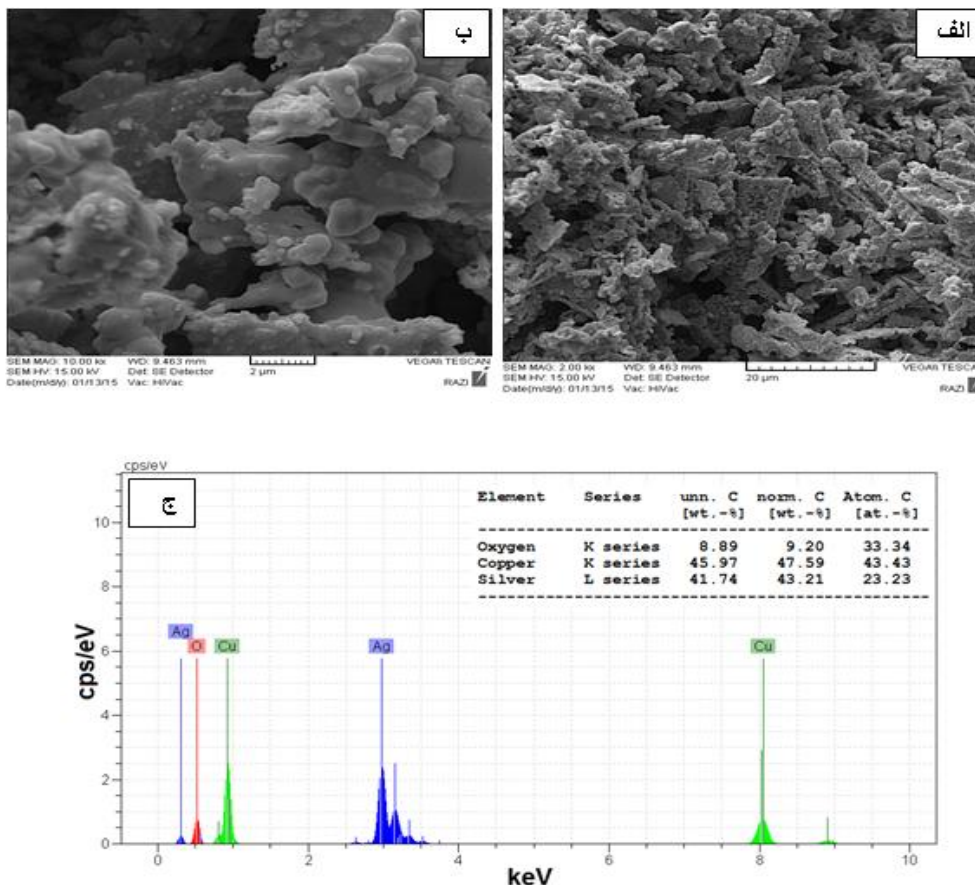 ب
SEM MAG: 10.00 kx WD: 9.463 mm
SEM HV: 15.00 kV Det: SE Detector 2 µm VEGA\\ TESCAN
Date(m/d/y): 01/13/15 Vac: HiVac RAZI
الف
SEM MAG: 2.00 kx WD: 9.463 mm
SEM HV: 15.00 kV Det: SE Detector 20 µm VEGA\\ TESCAN
Date(m/d/y): 01/13/15 Vac: HiVac RAZI
cps/eV
ج
Element Series unn. C norm. C Atom. C
[wt.-%] [wt.-%] [at.-%]
Oxygen K series 8.89 9.20 33.34
Copper K series 45.97 47.59 43.43
Silver L series 41.74 43.21 23.23
10
8
6
4
2
0
cps/eV
Ag
O
Cu
Ag
Cu
0 2 4 6 8 10
keV